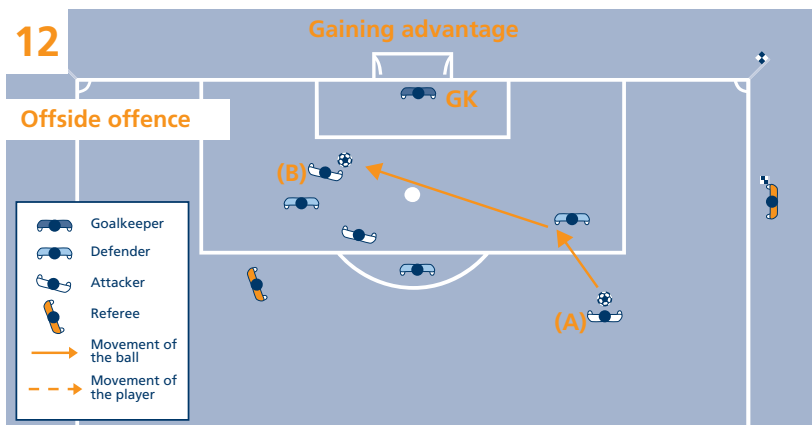 12
Gaining advantage
GK
Offside offence
(B)
(A)
Goalkeeper
Defender
Attacker
Referee
Movement of
the ball
Movement of
the player